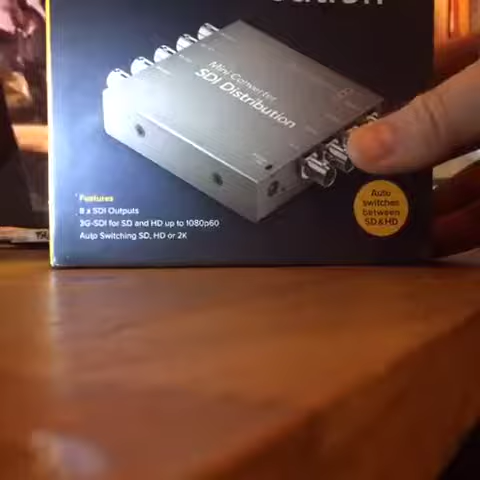 Mini Converter
SDI Distribution
Features
8 x SDI Outputs
3G-SDI for SD and HD up to 1080p60
Auto Switching SD, HD or 2K
Auto
switches
between
SD & HD